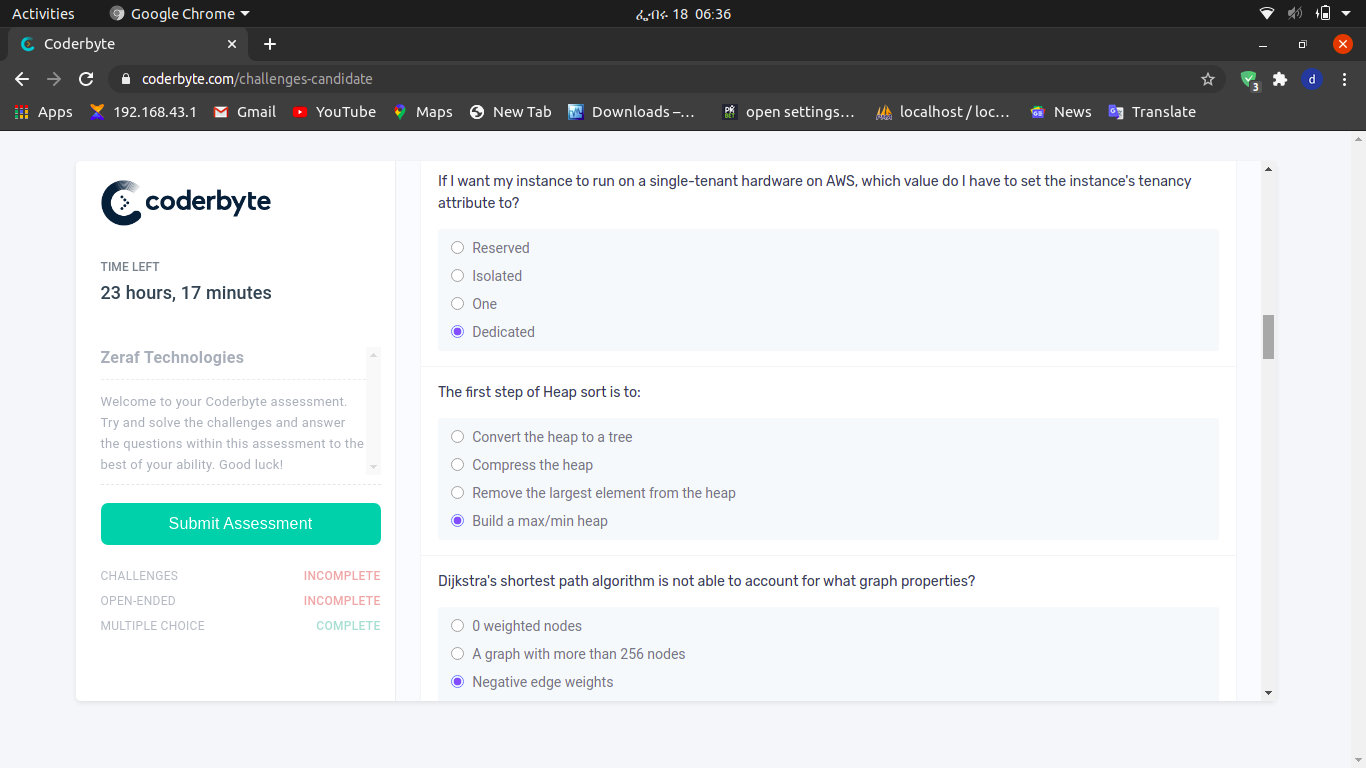 Activities
Google Chrome
ፌብሩ 18 06:36
Coderbyte
coderbyte.com/challenges-candidate
3
d
Apps
192.168.43.1
Gmail
YouTube
Maps
New Tab
Downloads –...
open settings...
localhost / loc...
News
Translate
coderbyte
TIME LEFT
23 hours, 17 minutes
Zeraf Technologies
Welcome to your Coderbyte assessment.
Try and solve the challenges and answer
the questions within this assessment to the
best of your ability. Good luck!
Submit Assessment
CHALLENGES INCOMPLETE
OPEN-ENDED INCOMPLETE
MULTIPLE CHOICE COMPLETE
If I want my instance to run on a single-tenant hardware on AWS, which value do I have to set the instance's tenancy
attribute to?
Reserved
Isolated
One
Dedicated
The first step of Heap sort is to:
Convert the heap to a tree
Compress the heap
Remove the largest element from the heap
Build a max/min heap
Dijkstra's shortest path algorithm is not able to account for what graph properties?
0 weighted nodes
A graph with more than 256 nodes
Negative edge weights